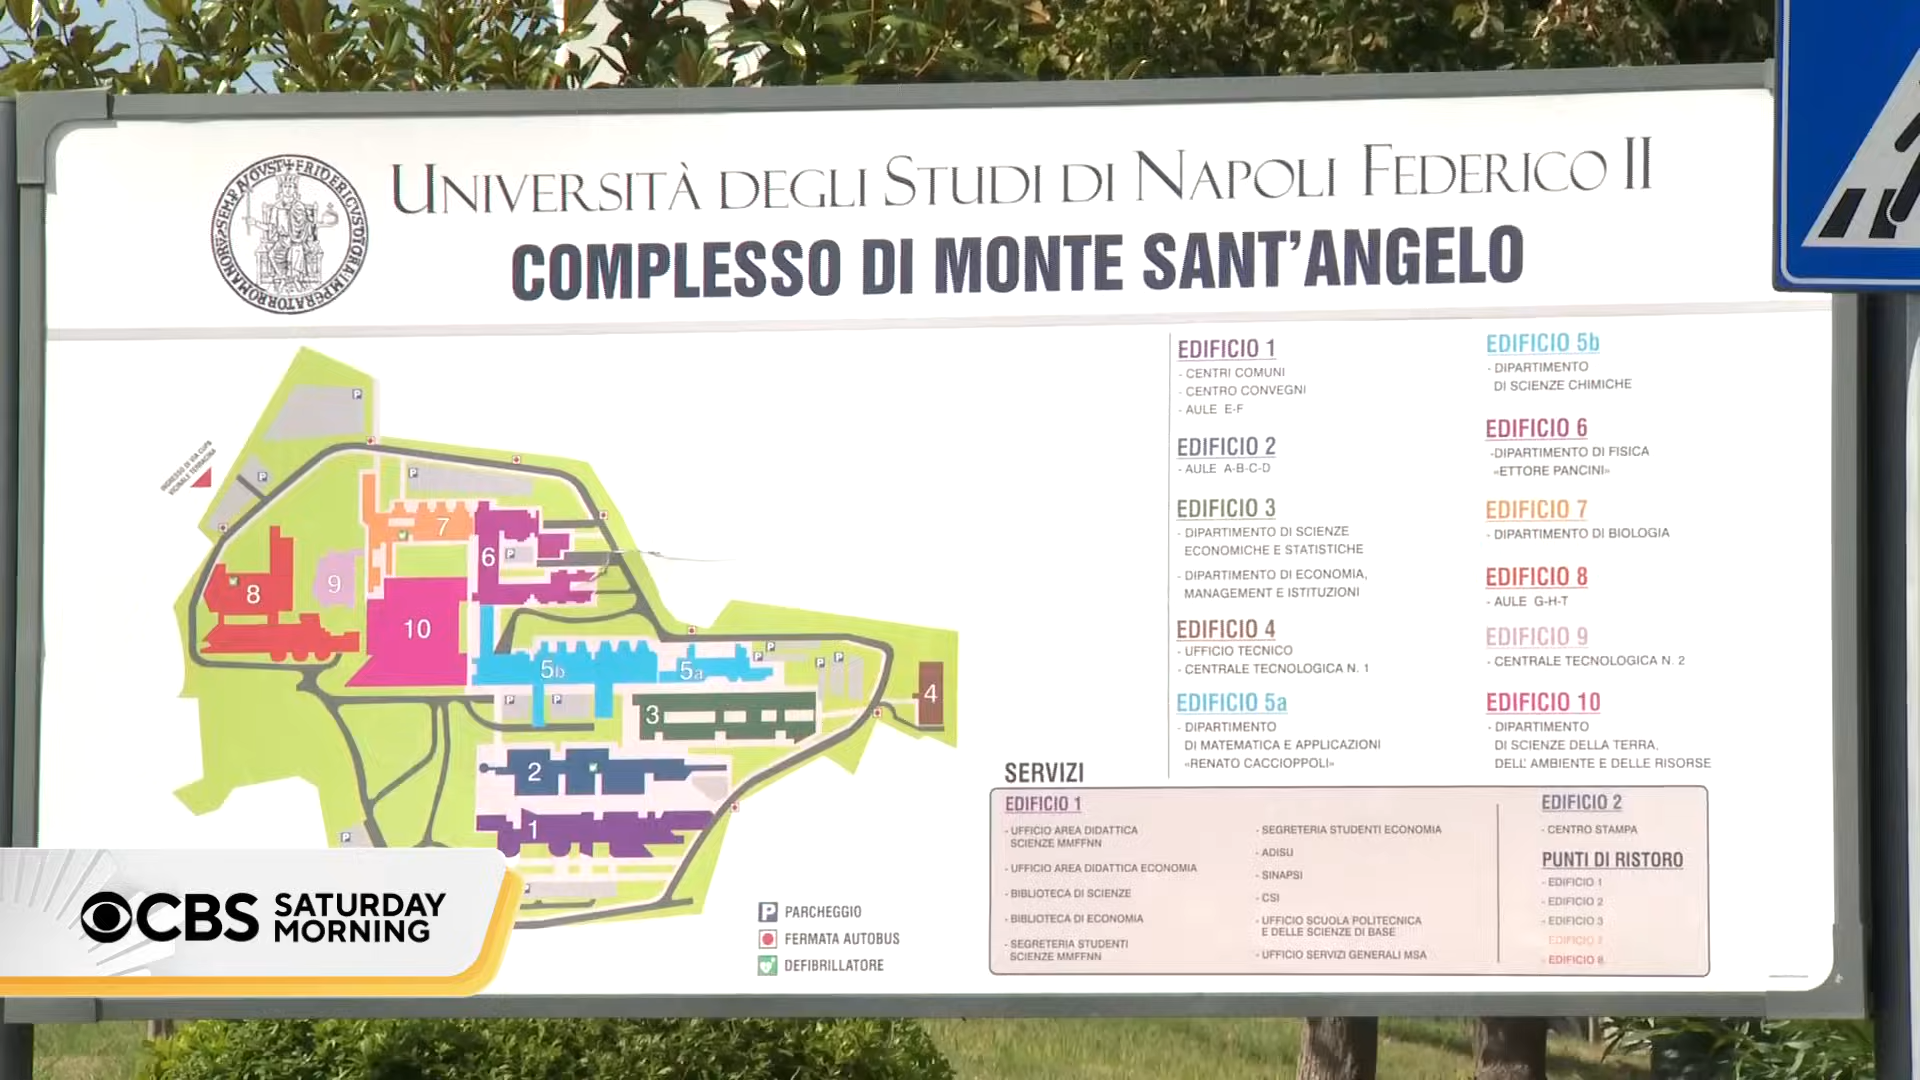 UNIVERSITÀ DEGLI STUDI DI NAPOLI FEDERICO II
COMPLESSO DI MONTE SANT'ANGELO
INGRESSO DI VIA CUPA
VICINALE TERRACINA
P
P
P
7
6
P
8
9
10
5b
5a
P
P
P
P
P
P
3
4
2
1
P
P PARCHEGGIO
FERMATA AUTOBUS
DEFIBRILLATORE
EDIFICIO 1
- CENTRI COMUNI
- CENTRO CONVEGNI
- AULE E-F
EDIFICIO 2
- AULE A-B-C-D
EDIFICIO 3
- DIPARTIMENTO DI SCIENZE
ECONOMICHE E STATISTICHE
- DIPARTIMENTO DI ECONOMIA,
MANAGEMENT E ISTITUZIONI
EDIFICIO 4
- UFFICIO TECNICO
- CENTRALE TECNOLOGICA N. 1
EDIFICIO 5a
- DIPARTIMENTO
DI MATEMATICA E APPLICAZIONI
«RENATO CACCIOPPOLI»
EDIFICIO 5b
- DIPARTIMENTO
DI SCIENZE CHIMICHE
EDIFICIO 6
-DIPARTIMENTO DI FISICA
«ETTORE PANCINI»
EDIFICIO 7
- DIPARTIMENTO DI BIOLOGIA
EDIFICIO 8
- AULE G-H-T
EDIFICIO 9
- CENTRALE TECNOLOGICA N. 2
EDIFICIO 10
- DIPARTIMENTO
DI SCIENZE DELLA TERRA,
DELL' AMBIENTE E DELLE RISORSE
SERVIZI
EDIFICIO 1
- UFFICIO AREA DIDATTICA
SCIENZE MMFFNN
- UFFICIO AREA DIDATTICA ECONOMIA
- BIBLIOTECA DI SCIENZE
- BIBLIOTECA DI ECONOMIA
- SEGRETERIA STUDENTI
SCIENZE MMFFNN
- SEGRETERIA STUDENTI ECONOMIA
- ADISU
- SINAPSI
- CSI
- UFFICIO SCUOLA POLITECNICA
E DELLE SCIENZE DI BASE
- UFFICIO SERVIZI GENERALI MSA
EDIFICIO 2
- CENTRO STAMPA
PUNTI DI RISTORO
- EDIFICIO 1
- EDIFICIO 2
- EDIFICIO 3
- EDIFICIO 7
- EDIFICIO 8
CBS SATURDAY
MORNING